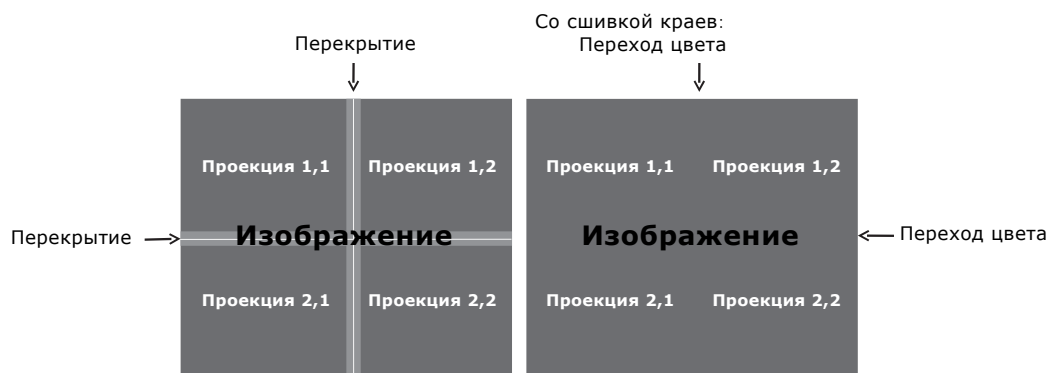 Со сшивкой краев:
Перекрытие
Переход цвета
Проекция 1,1
Проекция 1,2
Проекция 1,1
Проекция 1,2
Перекрытие
Изображение
Изображение
Переход цвета
Проекция 2,1
Проекция 2,2
Проекция 2,1
Проекция 2,2